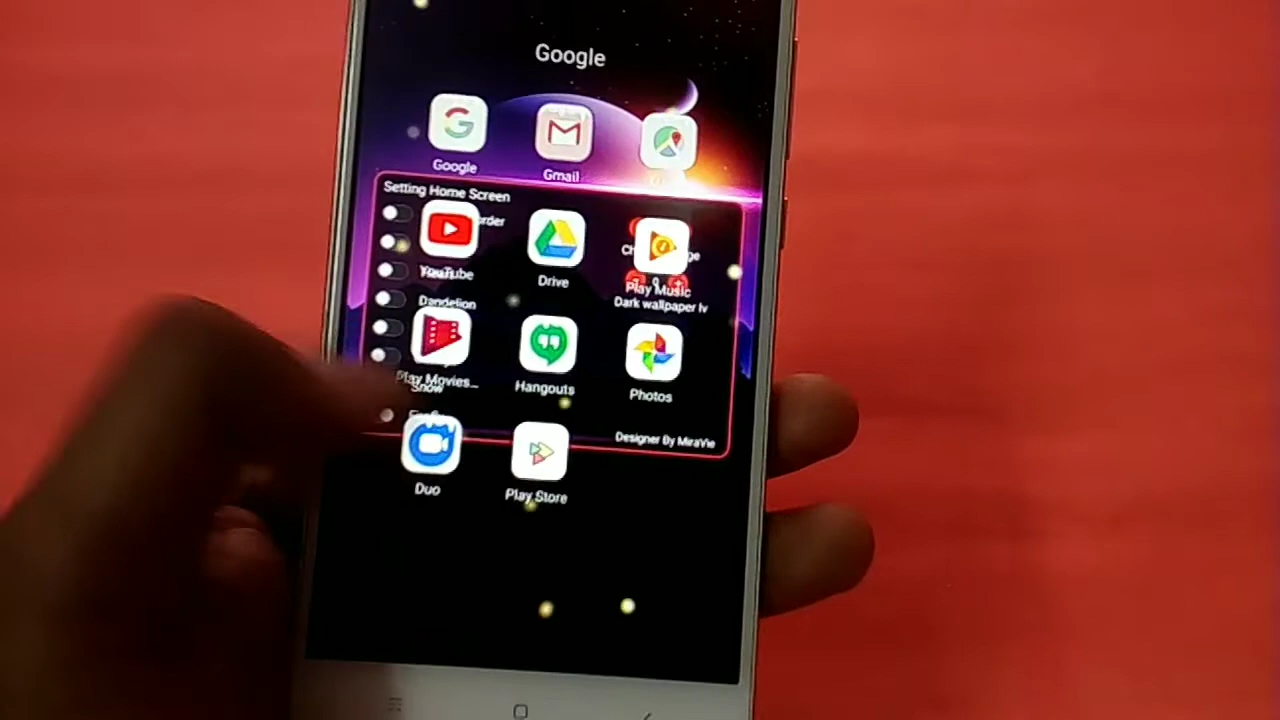 Google
Google
Gmail
Setting Home Screen
YouTube
Drive
Play Music
Dandelion
Dark wallpaper lv
Play Movies...
Hangouts
Photos
Snow
Designer By MiraVie
Duo
Play Store